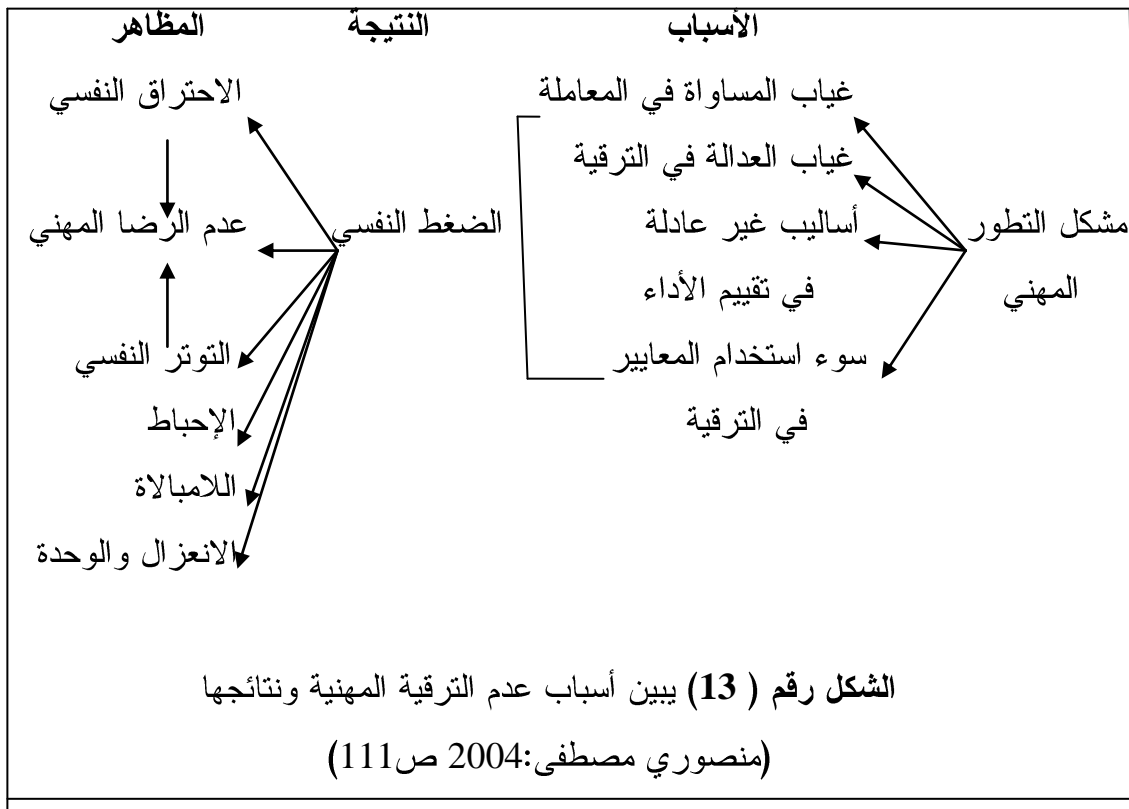 الأسباب النتيجة المظاهر
غياب المساواة في المعاملة الاحتراق النفسي
غياب العدالة في الترقية
مشكل التطور أساليب غير عادلة الضغط النفسي عدم الرضا المهني
المهني في تقييم الأداء
سوء استخدام المعايير التوتر النفسي
في الترقية الإحباط
اللامبالاة
الانعزال والوحدة
الشكل رقم ( 13) يبين أسباب عدم الترقية المهنية ونتائجها
(منصوري مصطفى:2004 ص111)